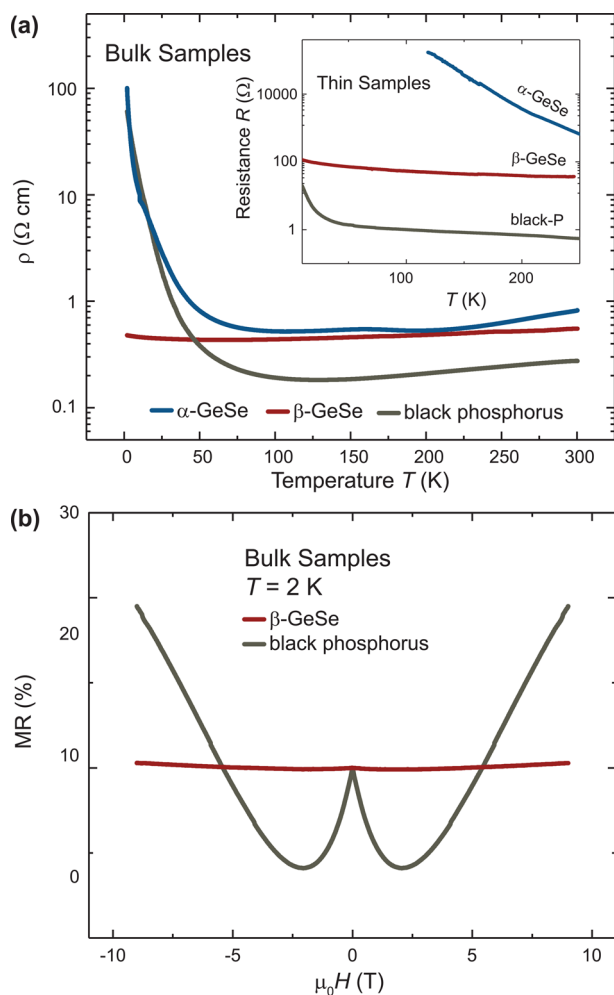 (a)
Bulk Samples
ρ (Ω cm)
100
10
1
0.1
Thin Samples
Resistance R (Ω)
10000
100
1
α-GeSe
β-GeSe
black-P
100
200
T (K)
α-GeSe β-GeSe black phosphorus
0 50 100 150 200 250 300
Temperature T (K)
(b)
Bulk Samples
T = 2 K
β-GeSe
black phosphorus
MR (%)
30
20
10
0
-10 -5 0 5 10
μ0H (T)